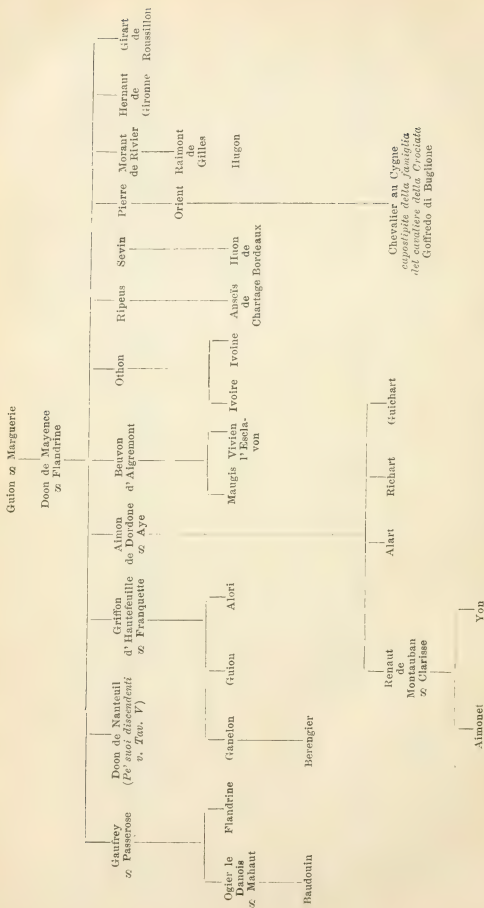 Guion ∞ Marguerie
Doon de Mayence
∞ Flandrine
Gaufrey
∞ Passerose
Doon de Nanteuil
(Pe' suoi discendenti
v. Tav. V)
Griffon
d'Hautefeuille
∞ Franquette
Aimon
de Dordone
∞ Aye
Beuvon
d'Aigremont
Othon
Ripeus
Sevin
Pierre
Morant
de Rivier
Hernaut
de
Gironne
Girart
de
Roussillon
Ogier le
Danois
∞ Mahaut
Flandrine
Ganelon
Guion
Alori
Maugis
Vivien
l'Escla-
von
Ivoire
Ivoine
Anseïs
de
Chartage
Huon
de
Bordeaux
Orient
Raimont
de
Gilles
Hugon
Baudouin
Berengier
Renaut
de
Montauban
∞ Clarisse
Alart
Richart
Guichart
Chevalier au Cygne
capostipite della famiglia
del cavaliere della Crociata
Goffredo di Buglione
Aimonet
Yon